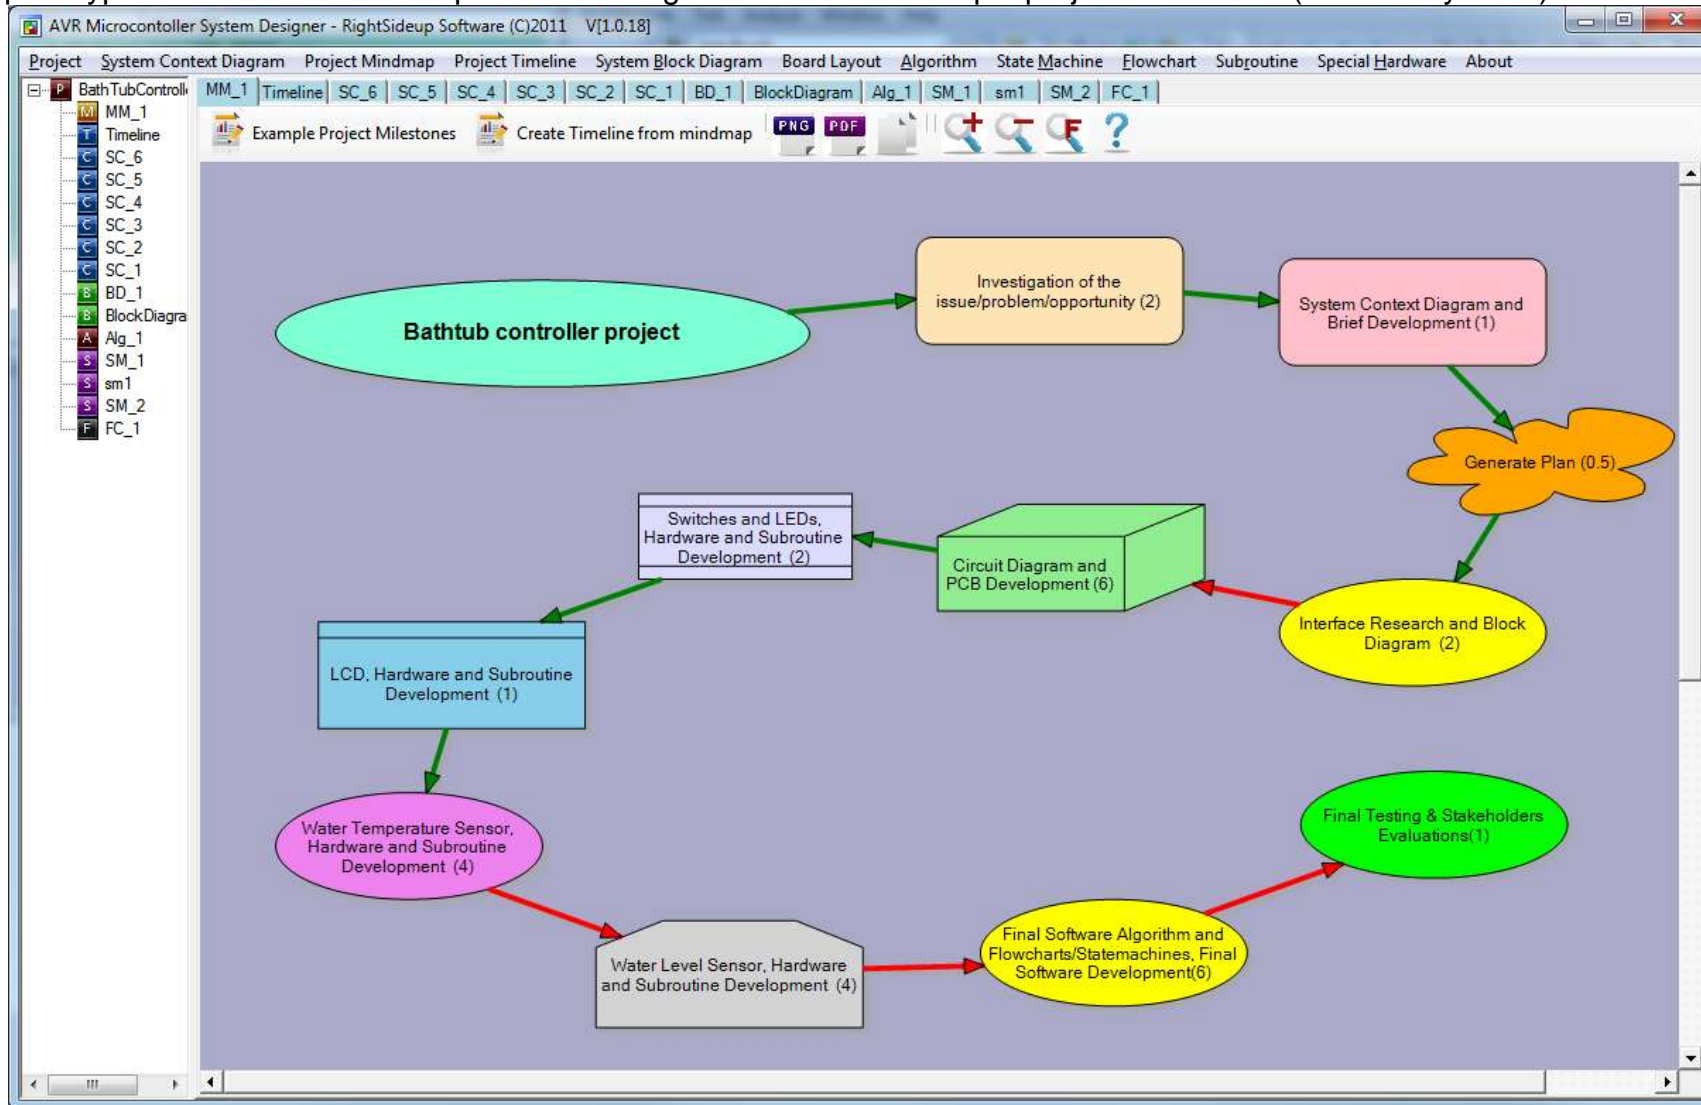 AVR Microcontoller System Designer - RightSideup Software (C)2011 V[1.0.18]
Project System Context Diagram Project Mindmap Project Timeline System Block Diagram Board Layout Algorithm State Machine Flowchart Subroutine Special Hardware About
BathTubControll
MM_1
Timeline
SC_6
SC_5
SC_4
SC_3
SC_2
SC_1
BD_1
BlockDiagra
Alg_1
SM_1
sm1
SM_2
FC_1
MM_1 Timeline SC_6 SC_5 SC_4 SC_3 SC_2 SC_1 BD_1 BlockDiagram Alg_1 SM_1 sm1 SM_2 FC_1
Example Project Milestones Create Timeline from mindmap PNG PDF F ?
Bathtub controller project
Investigation of the
issue/problem/opportunity (2)
System Context Diagram and
Brief Development (1)
Generate Plan (0.5)
Interface Research and Block
Diagram (2)
Circuit Diagram and
PCB Development (6)
Switches and LEDs,
Hardware and Subroutine
Development (2)
LCD, Hardware and Subroutine
Development (1)
Water Temperature Sensor,
Hardware and Subroutine
Development (4)
Water Level Sensor, Hardware
and Subroutine Development (4)
Final Software Algorithm and
Flowcharts/Statemachines, Final
Software Development(6)
Final Testing & Stakeholders
Evaluations(1)